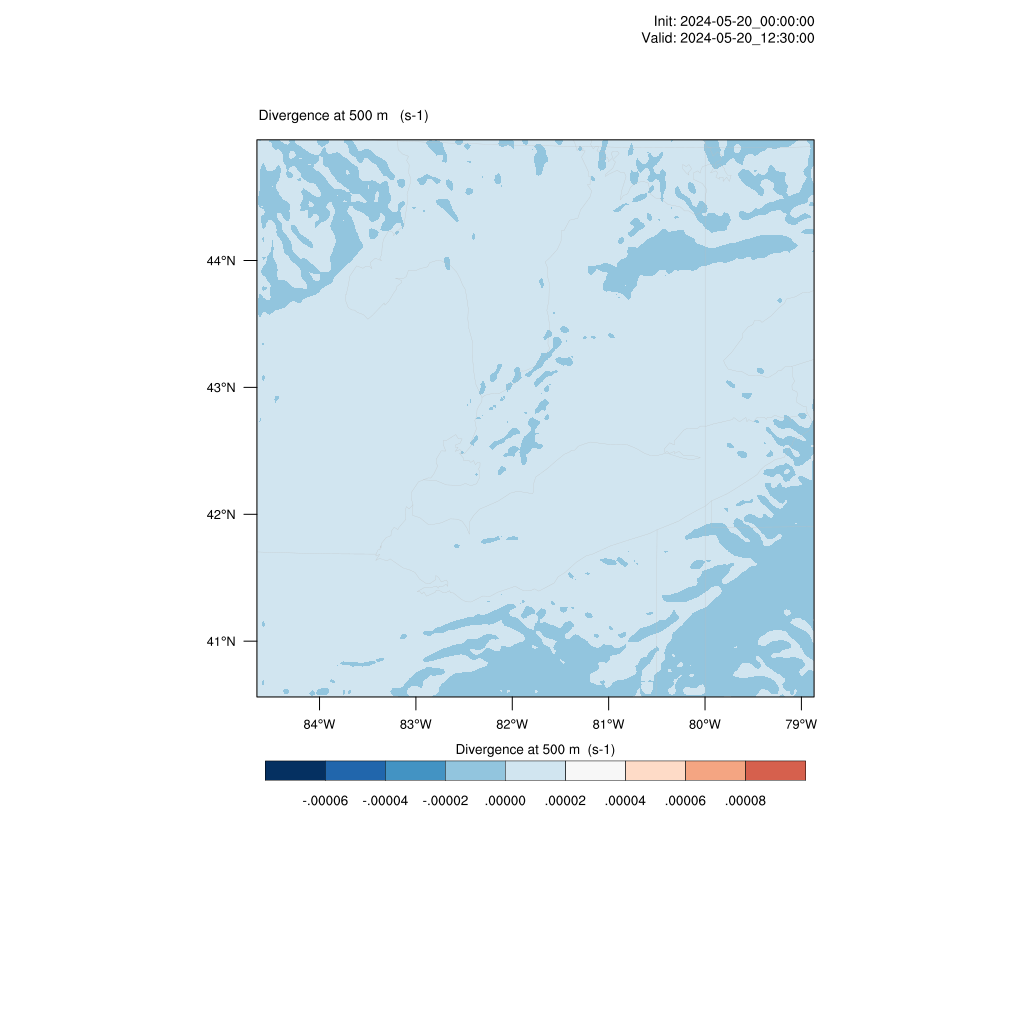 Init: 2024-05-20_00:00:00
Valid: 2024-05-20_12:30:00
Divergence at 500 m (s-1)
44°N
43°N
42°N
41°N
84°W 83°W 82°W 81°W 80°W 79°W
Divergence at 500 m (s-1)
-.00006 -.00004 -.00002 .00000 .00002 .00004 .00006 .00008